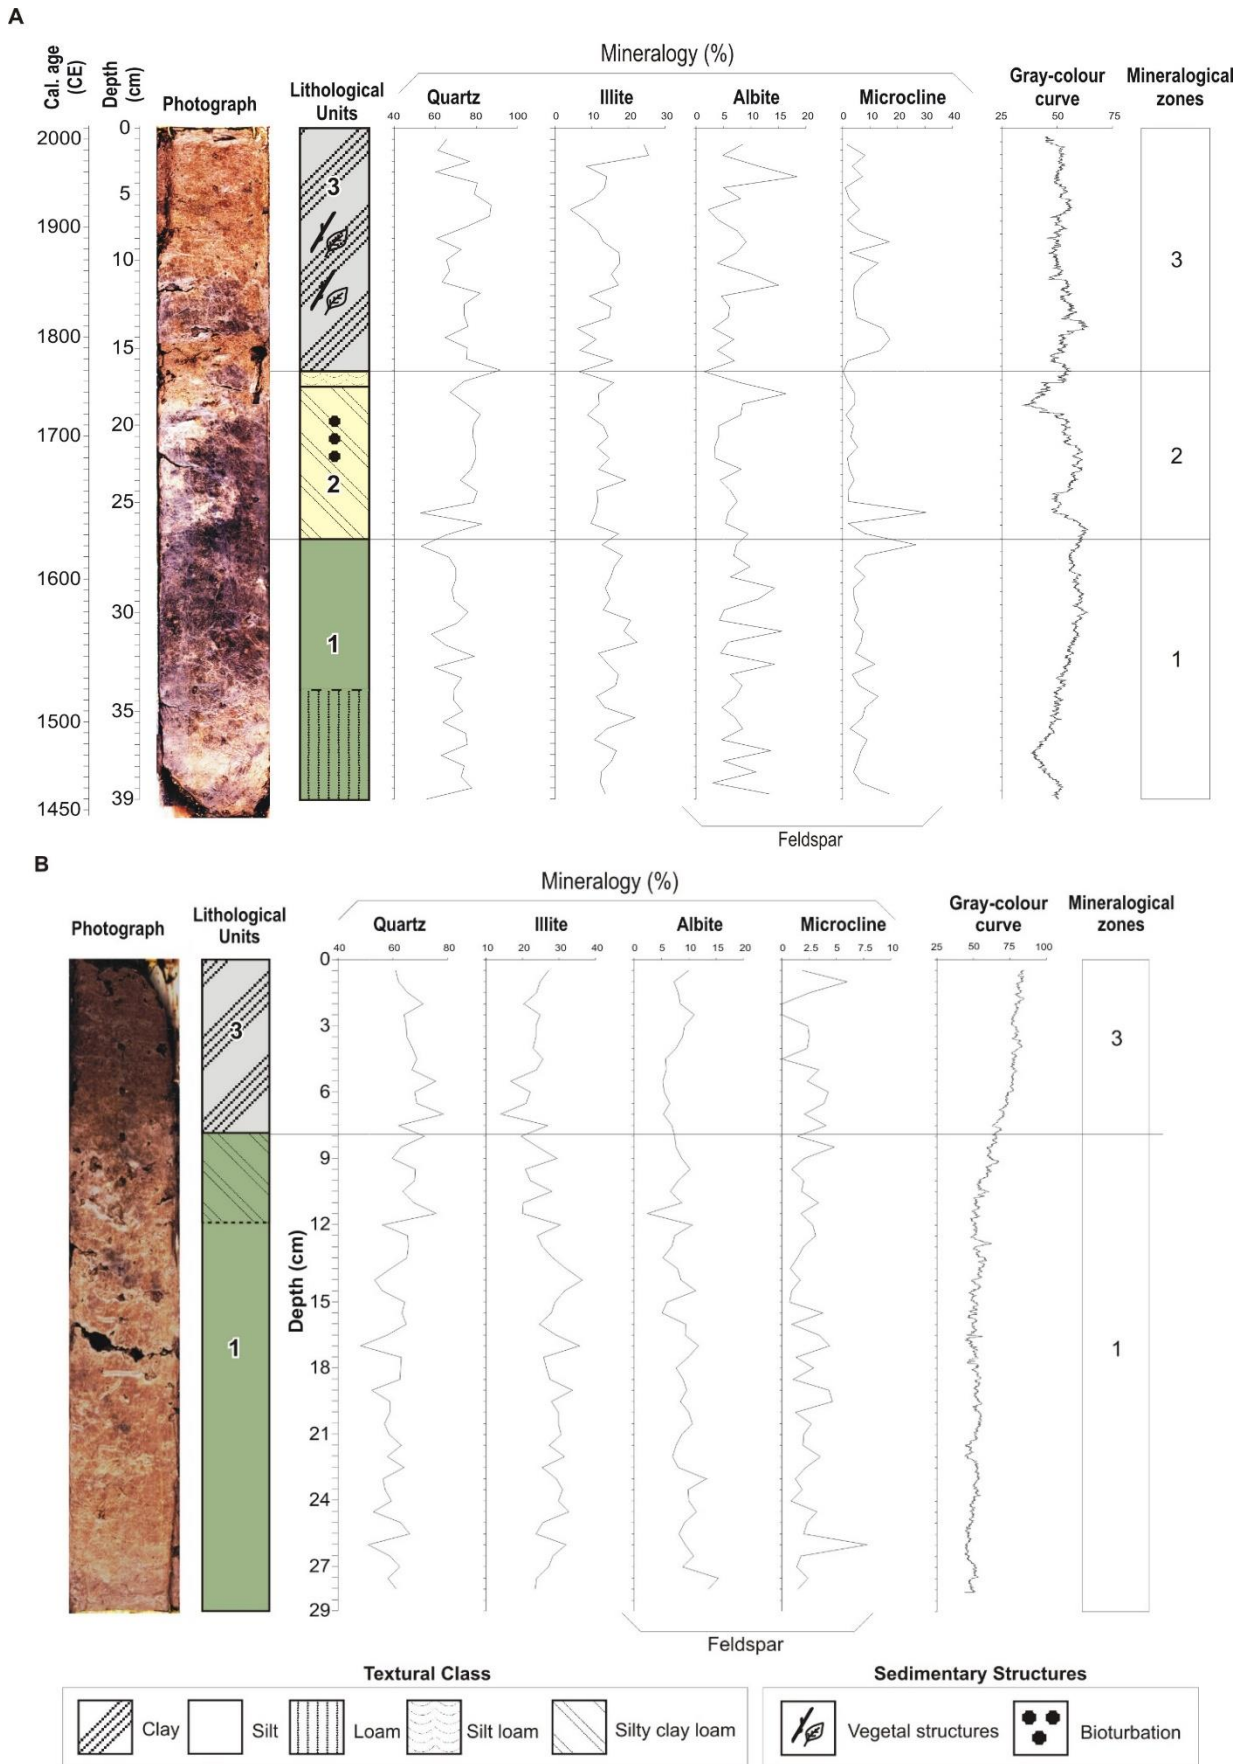 A
Mineralogy (%)
Cal. age
(CE)
Depth
(cm)
Photograph
Lithological
Units
Quartz
Illite
Albite
Microcline
Gray-colour
curve
Mineralogical
zones
40 60 80 100
0 10 20 30
0 5 10 15 20
0 10 20 30 40
25 50 75
2000
1900
1800
1700
1600
1500
1450
0
5
10
15
20
25
30
35
39
3
2
1
3
2
1
Feldspar
B
Mineralogy (%)
Photograph
Lithological
Units
Quartz
Illite
Albite
Microcline
Gray-colour
curve
Mineralogical
zones
40 60 80
10 20 30 40
0 5 10 15 20
0 2.5 5 7.5 10
25 50 75 100
Depth (cm)
0
3
6
9
12
15
18
21
24
27
29
3
1
3
1
Feldspar
Textural Class
Clay
Silt
Loam
Silt loam
Silty clay loam
Sedimentary Structures
Vegetal structures
Bioturbation